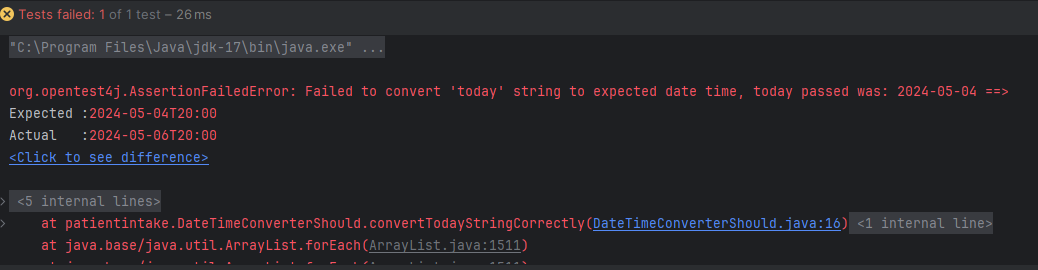 Tests failed: 1 of 1 test – 26 ms
"C:\Program Files\Java\jdk-17\bin\java.exe" ...
org.opentest4j.AssertionFailedError: Failed to convert 'today' string to expected date time, today passed was: 2024-05-04 ==>
Expected :2024-05-04T20:00
Actual   :2024-05-06T20:00
<Click to see difference>
<5 internal lines>
at patientintake.DateTimeConverterShould.convertTodayStringCorrectly(DateTimeConverterShould.java:16) <1 internal line>
at java.base/java.util.ArrayList.forEach(ArrayList.java:1511)